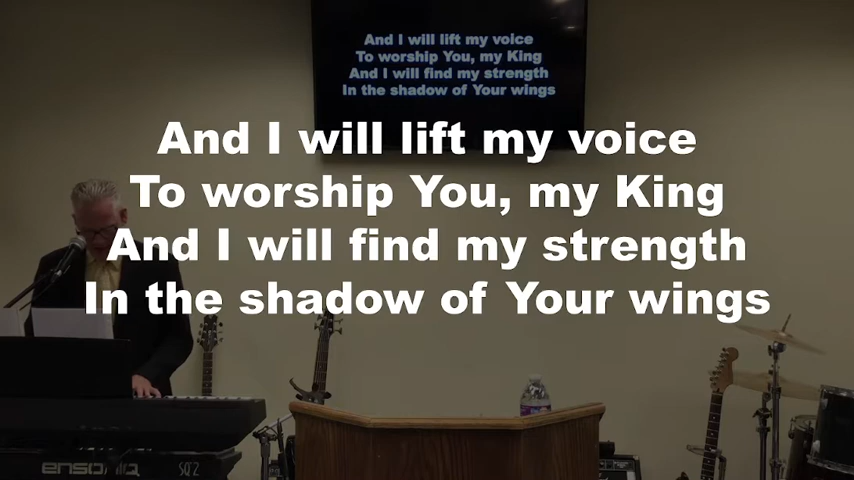 And I will lift my voice
To worship You, my King
And I will find my strength
In the shadow of Your wings
And I will lift my voice
To worship You, my King
And I will find my strength
In the shadow of Your wings
ensoniq SQ2